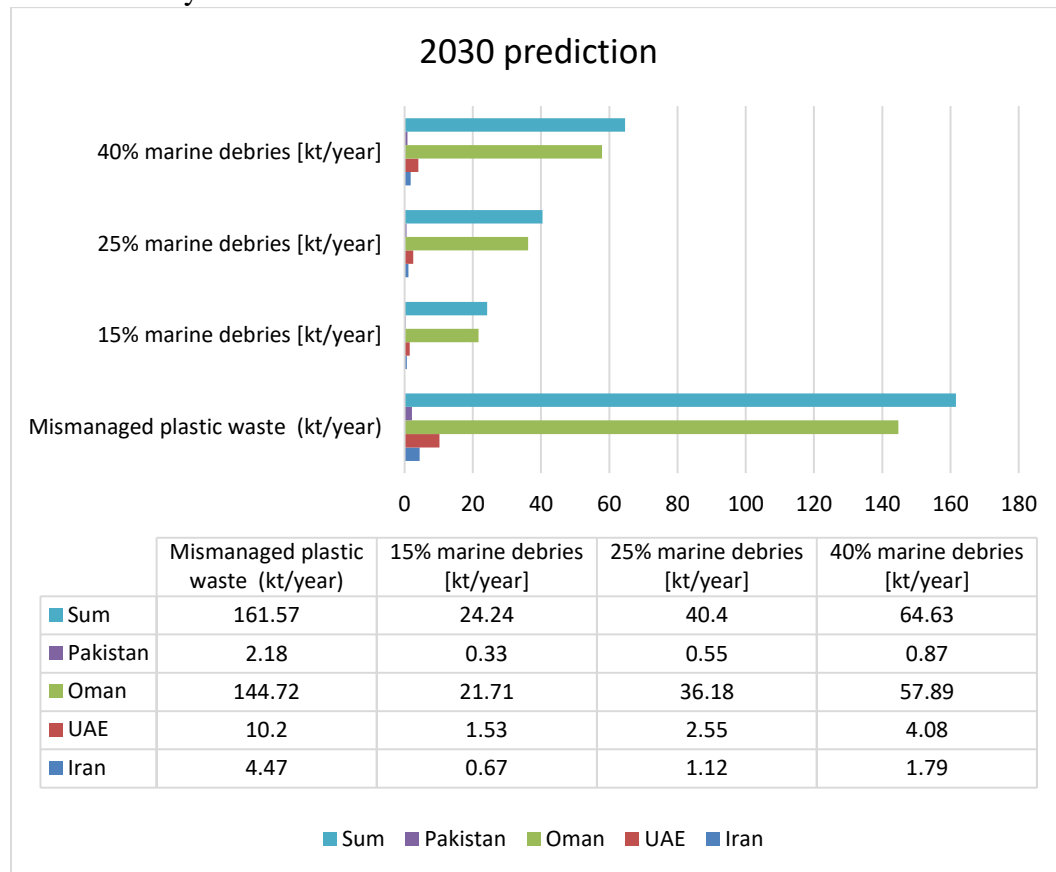 2030 prediction
40% marine debries [kt/year]
25% marine debries [kt/year]
15% marine debries [kt/year]
Mismanaged plastic waste (kt/year)
0 20 40 60 80 100 120 140 160 180
Mismanaged plastic 15% marine debries 25% marine debries 40% marine debries
waste (kt/year) [kt/year] [kt/year] [kt/year]
Sum 161.57 24.24 40.4 64.63
Pakistan 2.18 0.33 0.55 0.87
Oman 144.72 21.71 36.18 57.89
UAE 10.2 1.53 2.55 4.08
Iran 4.47 0.67 1.12 1.79
Sum Pakistan Oman UAE Iran